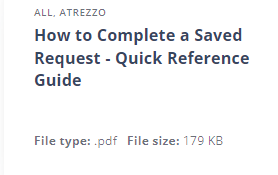 ALL, ATREZZO
How to Complete a Saved
Request - Quick Reference
Guide
File type: .pdf File size: 179 KB